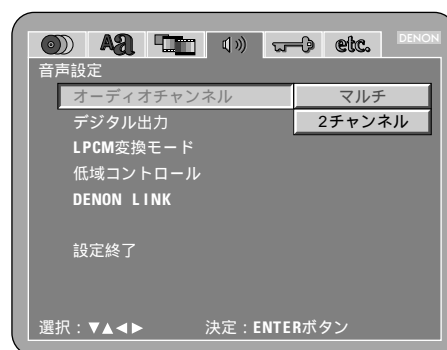 Aあ etc. DENON
音声設定
オーディオチャンネル マルチ
デジタル出力 2チャンネル
LPCM変換モード
低域コントロール
DENON LINK
設定終了
選択：▼▲◀▶ 決定：ENTERボタン